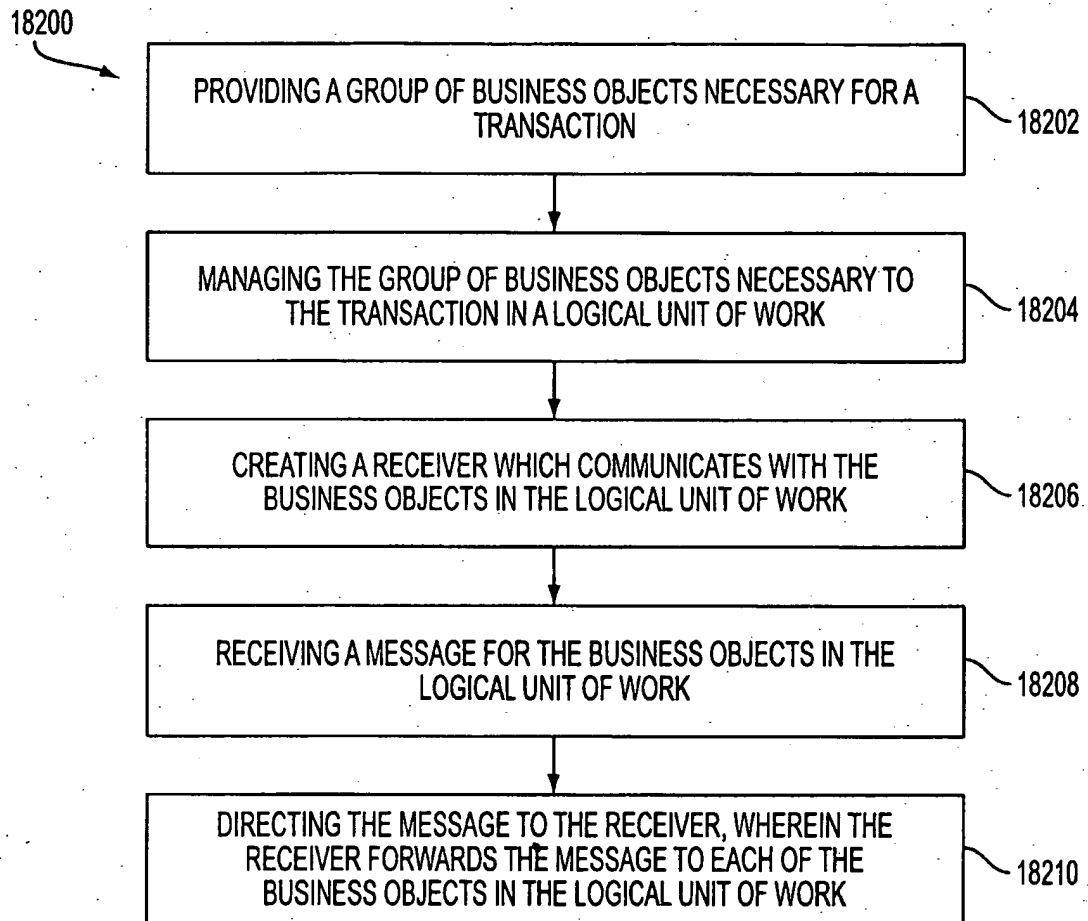 18200
PROVIDING A GROUP OF BUSINESS OBJECTS NECESSARY FOR A
TRANSACTION
18202
MANAGING THE GROUP OF BUSINESS OBJECTS NECESSARY TO
THE TRANSACTION IN A LOGICAL UNIT OF WORK
18204
CREATING A RECEIVER WHICH COMMUNICATES WITH THE
BUSINESS OBJECTS IN THE LOGICAL UNIT OF WORK
18206
RECEIVING A MESSAGE FOR THE BUSINESS OBJECTS IN THE
LOGICAL UNIT OF WORK
18208
DIRECTING THE MESSAGE TO THE RECEIVER, WHEREIN THE
RECEIVER FORWARDS THE MESSAGE TO EACH OF THE
BUSINESS OBJECTS IN THE LOGICAL UNIT OF WORK
18210